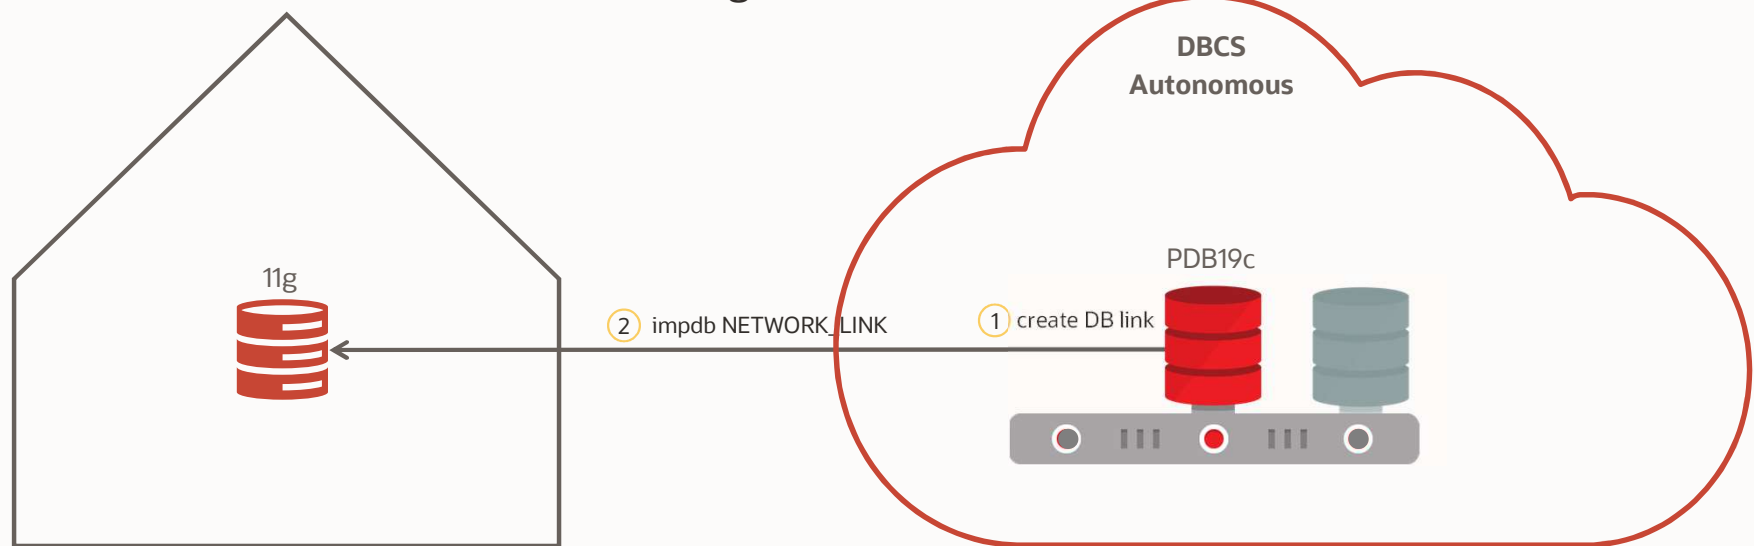 DBCS
Autonomous
PDB19c
11g
2 impdb NETWORK_LINK
1 create DB link